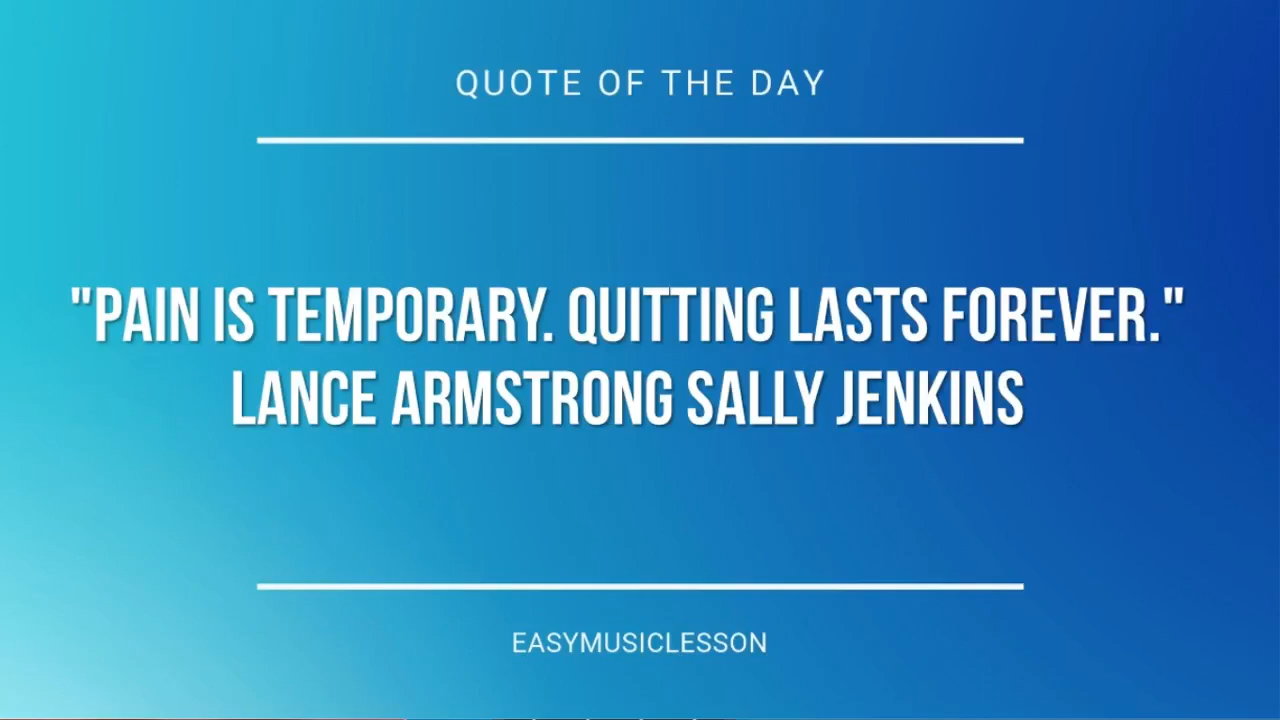 QUOTE OF THE DAY
"PAIN IS TEMPORARY. QUITTING LASTS FOREVER."
LANCE ARMSTRONG SALLY JENKINS
EASYMUSICLESSON